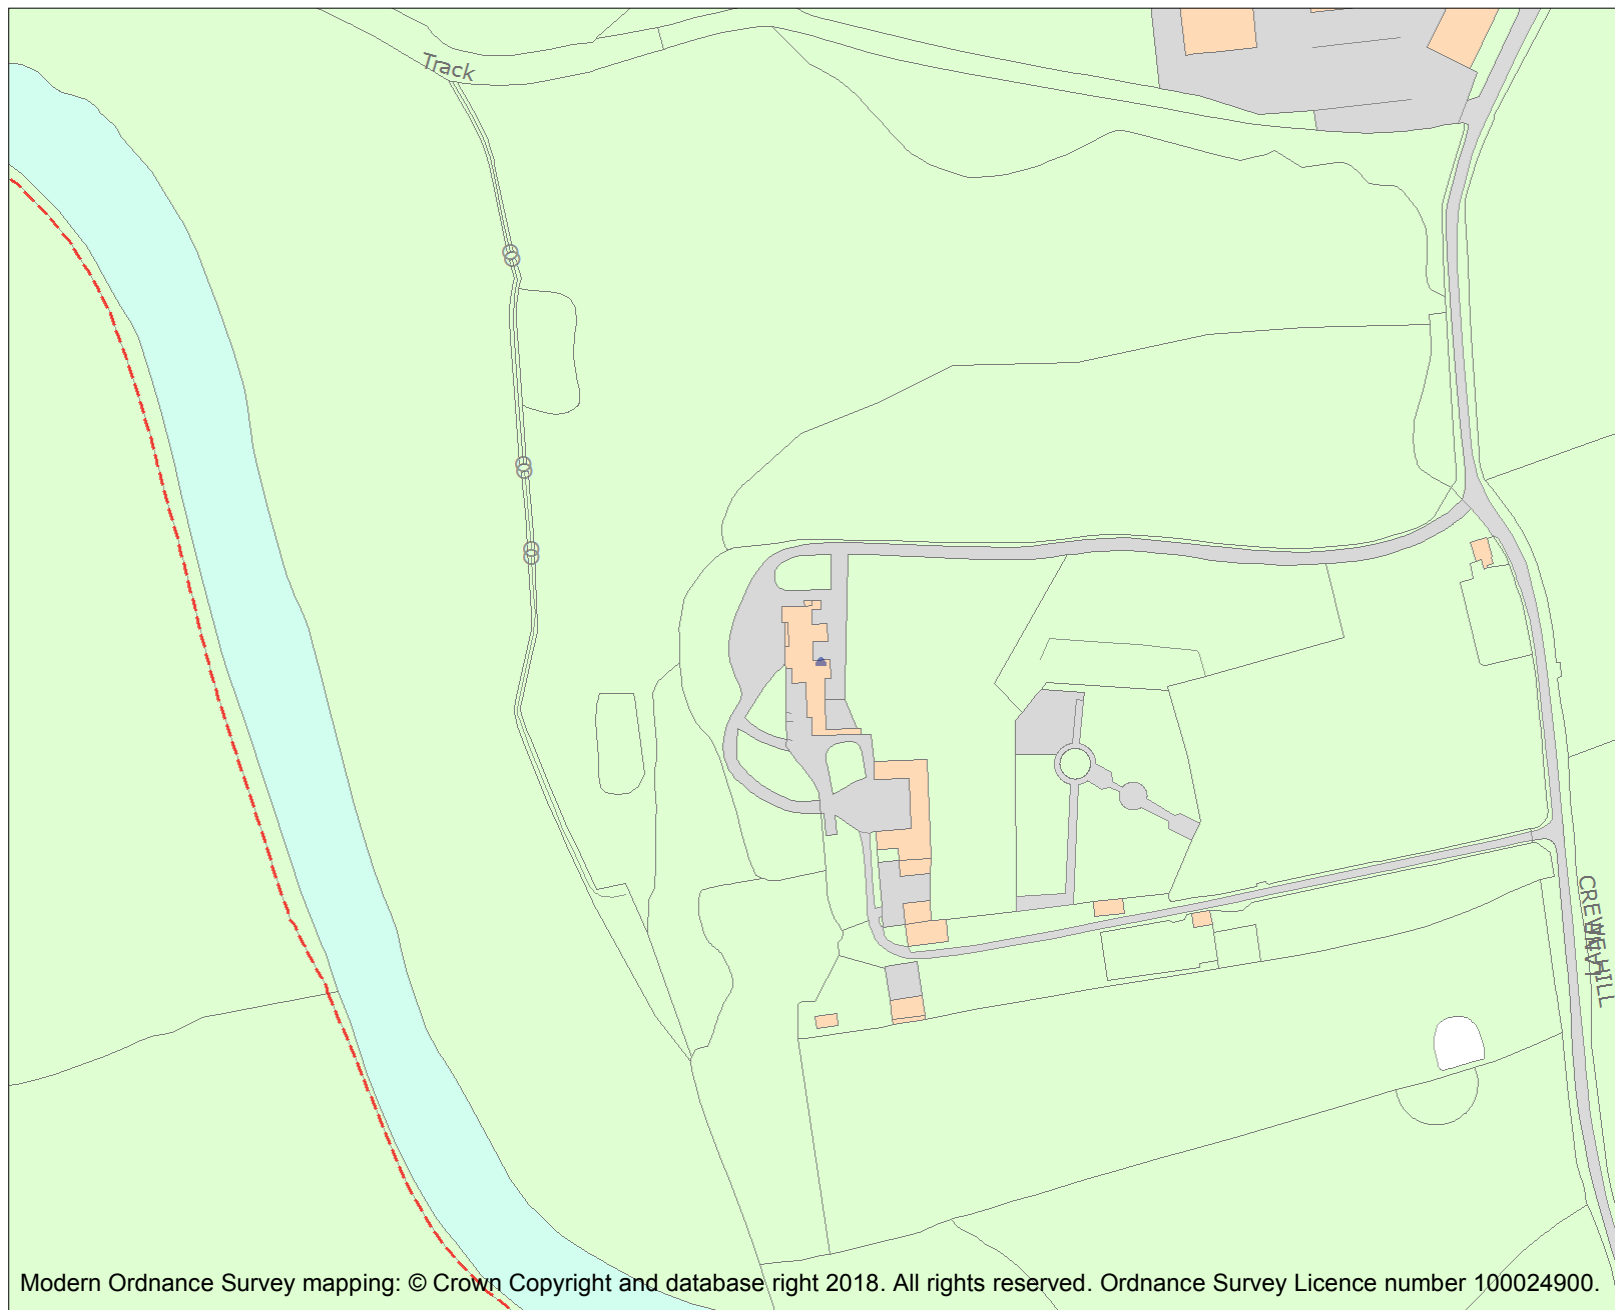 Track
CREWE HILL
LANE
Modern Ordnance Survey mapping: © Crown Copyright and database right 2018. All rights reserved. Ordnance Survey Licence number 100024900.